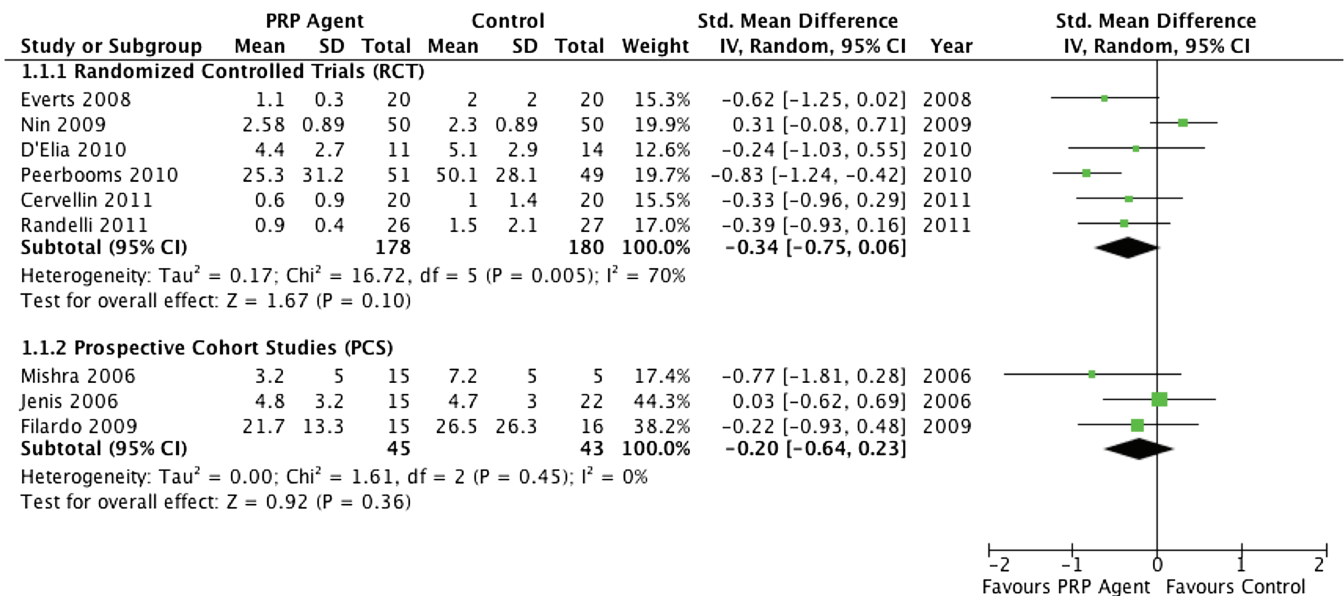 PRP Agent Control Std. Mean Difference Std. Mean Difference
Study or Subgroup Mean SD Total Mean SD Total Weight IV, Random, 95% CI Year IV, Random, 95% CI
1.1.1 Randomized Controlled Trials (RCT)
Everts 2008 1.1 0.3 20 2 2 20 15.3% −0.62 [−1.25, 0.02] 2008
Nin 2009 2.58 0.89 50 2.3 0.89 50 19.9% 0.31 [−0.08, 0.71] 2009
D'Elia 2010 4.4 2.7 11 5.1 2.9 14 12.6% −0.24 [−1.03, 0.55] 2010
Peerbooms 2010 25.3 31.2 51 50.1 28.1 49 19.7% −0.83 [−1.24, −0.42] 2010
Cervellin 2011 0.6 0.9 20 1 1.4 20 15.5% −0.33 [−0.96, 0.29] 2011
Randelli 2011 0.9 0.4 26 1.5 2.1 27 17.0% −0.39 [−0.93, 0.16] 2011
Subtotal (95% CI) 178 180 100.0% −0.34 [−0.75, 0.06]
Heterogeneity: Tau² = 0.17; Chi² = 16.72, df = 5 (P = 0.005); I² = 70%
Test for overall effect: Z = 1.67 (P = 0.10)
1.1.2 Prospective Cohort Studies (PCS)
Mishra 2006 3.2 5 15 7.2 5 5 17.4% −0.77 [−1.81, 0.28] 2006
Jenis 2006 4.8 3.2 15 4.7 3 22 44.3% 0.03 [−0.62, 0.69] 2006
Filardo 2009 21.7 13.3 15 26.5 26.3 16 38.2% −0.22 [−0.93, 0.48] 2009
Subtotal (95% CI) 45 43 100.0% −0.20 [−0.64, 0.23]
Heterogeneity: Tau² = 0.00; Chi² = 1.61, df = 2 (P = 0.45); I² = 0%
Test for overall effect: Z = 0.92 (P = 0.36)
−2 −1 0 1 2
Favours PRP Agent Favours Control